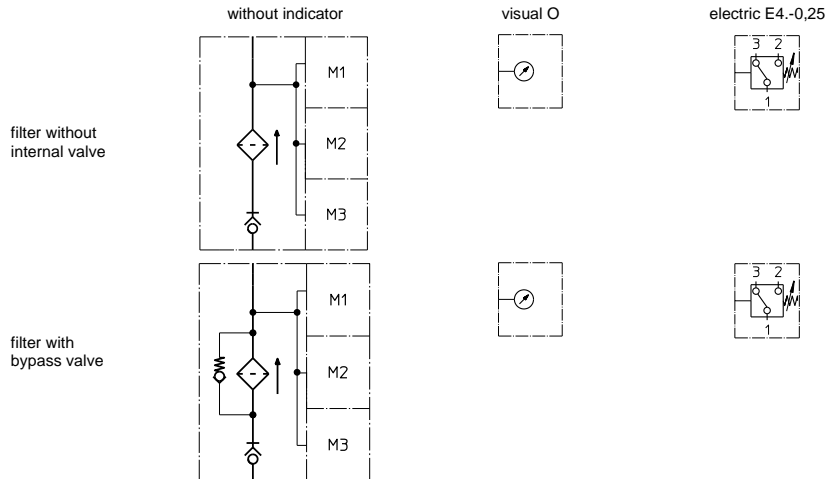 without indicator
visual O
electric E4.-0,25
filter without
internal valve
M1
M2
M3
3 2
1
filter with
bypass valve
M1
M2
M3
3 2
1